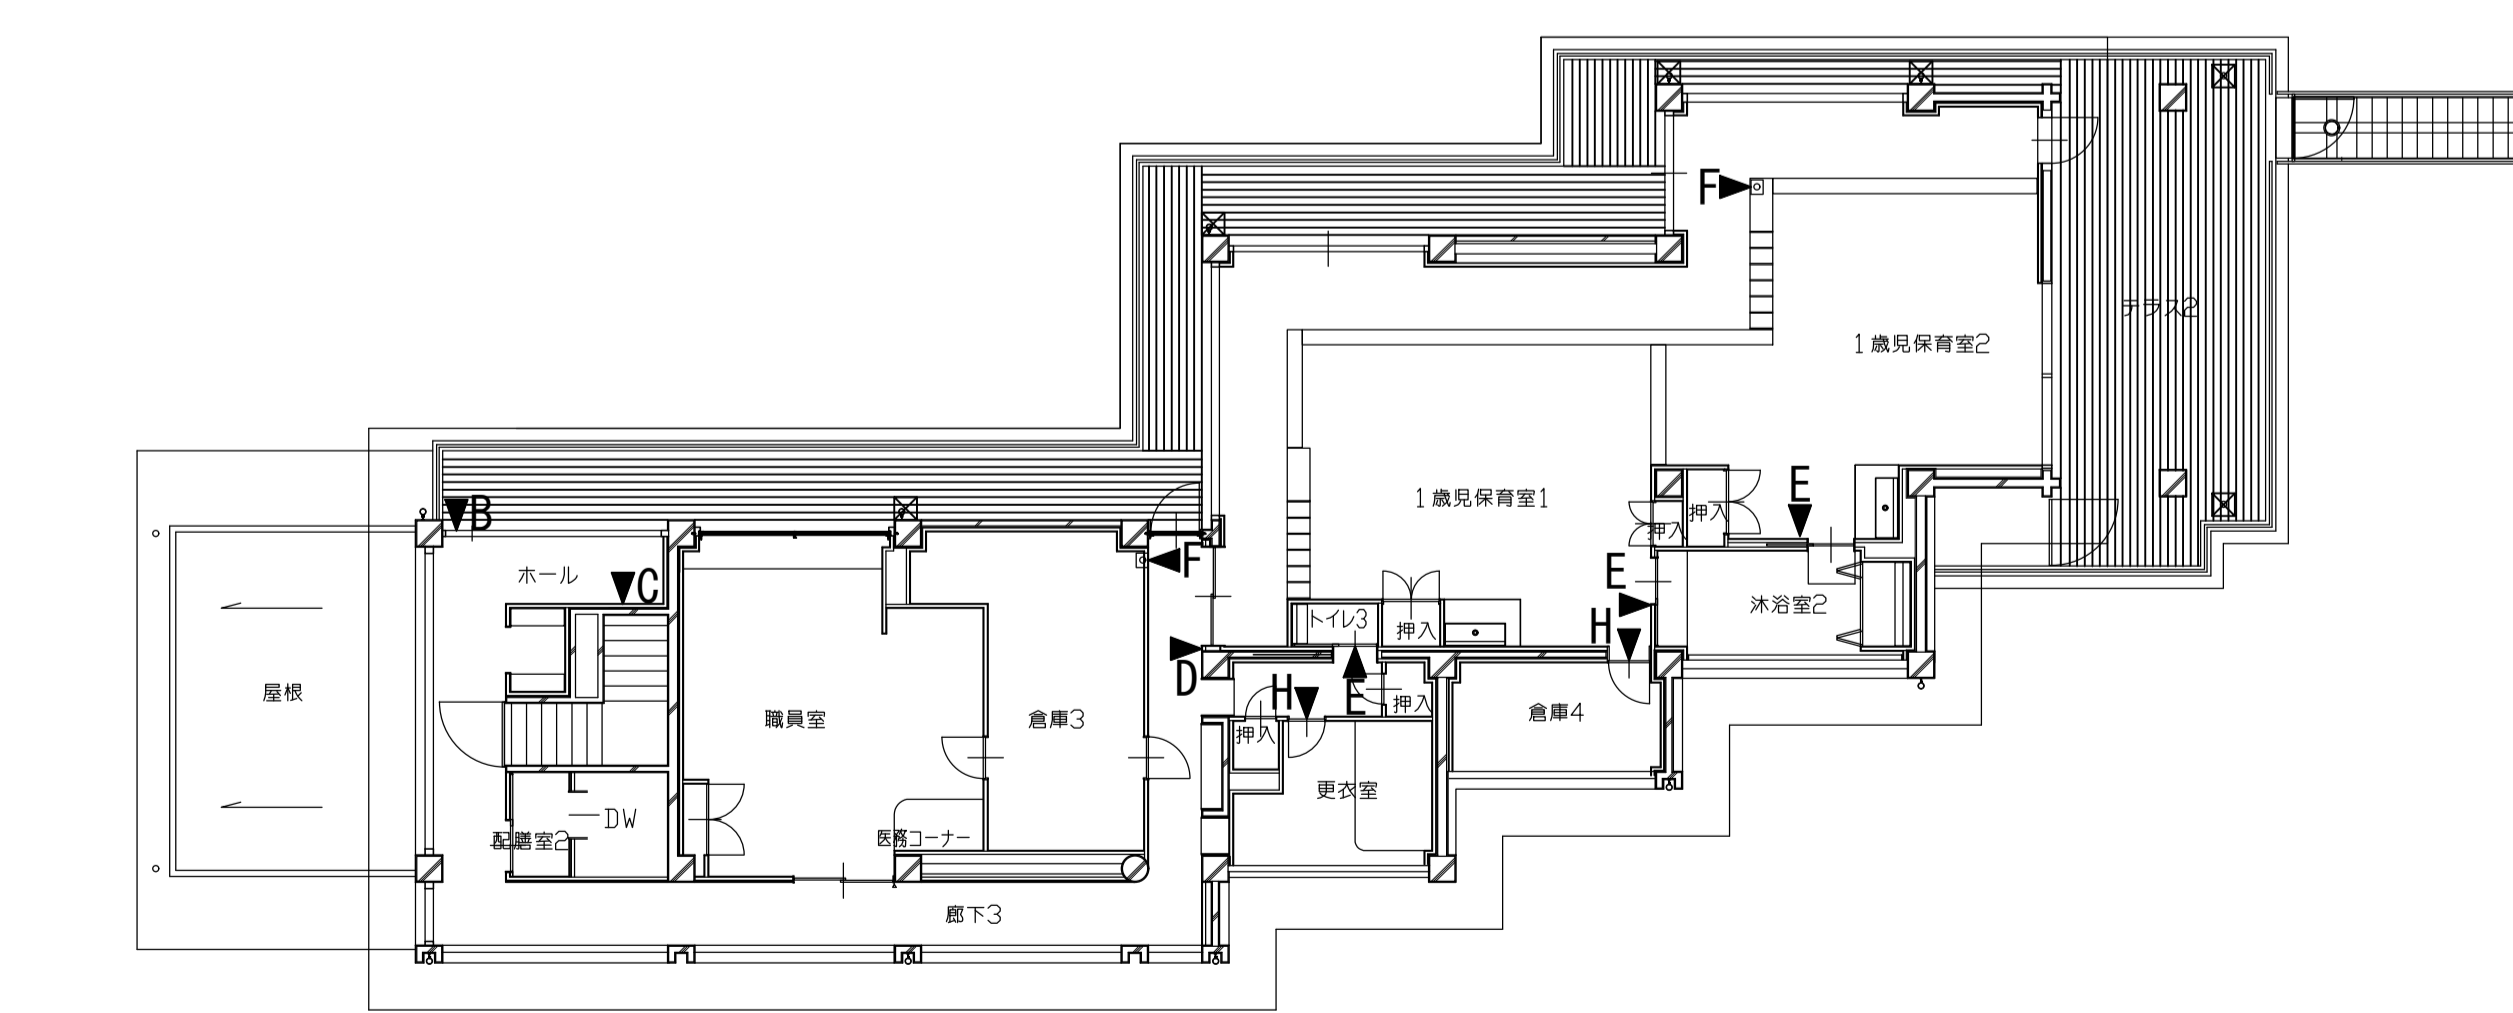 F
テラス2
1歳児保育室2
E
1歳児保育室1
押入
押入
B
F
ホール
C
E
沐浴室2
トイレ3
押入
H
D
H
E
押入
屋根
職員室
倉庫3
倉庫4
押入
更衣室
DW
配膳室2
医務コーナー
廊下3